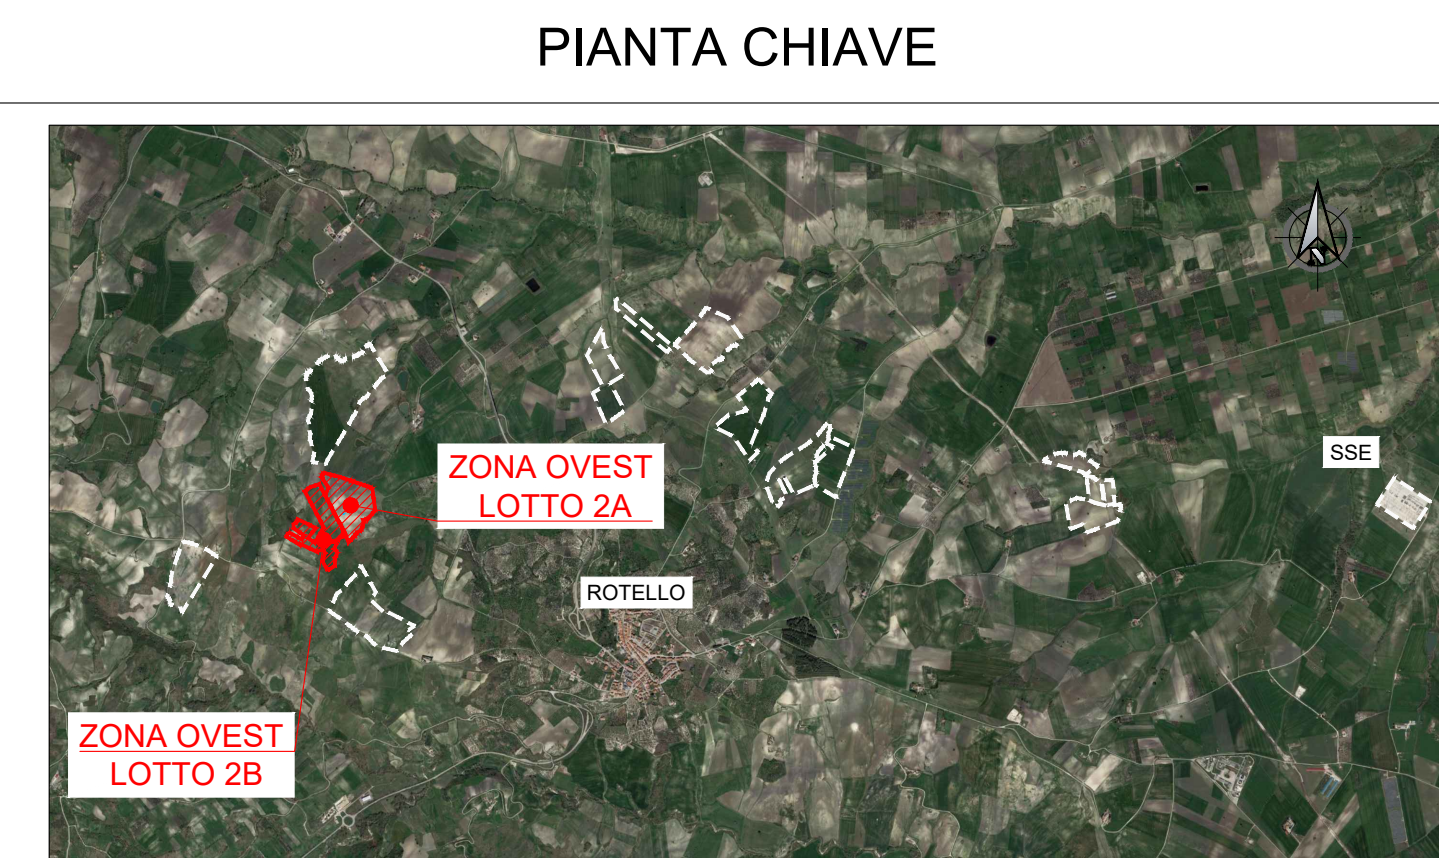 PIANTA CHIAVE
ZONA OVEST
LOTTO 2A
SSE
ROTELLO
ZONA OVEST
LOTTO 2B